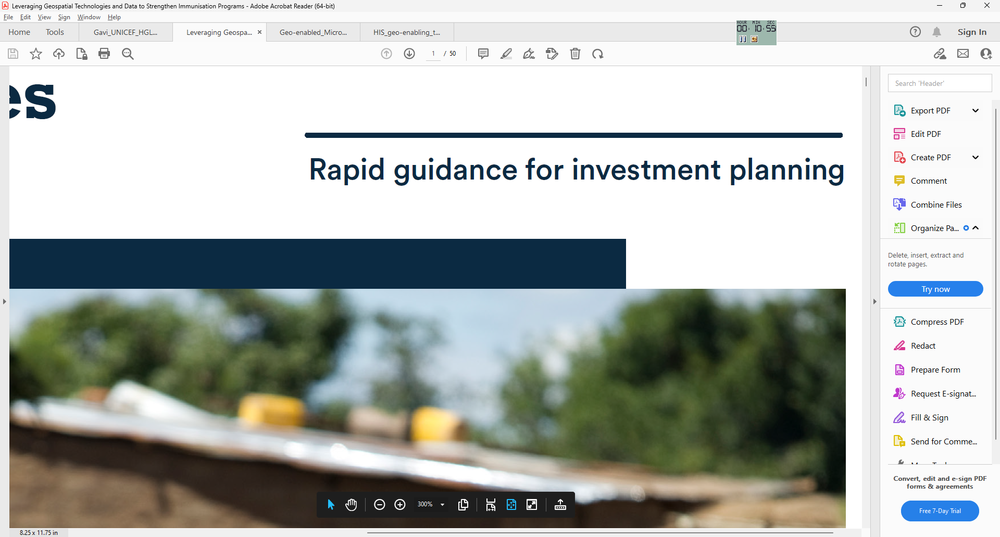 Leveraging Geospatial Technologies and Data to Strengthen Immunisation Programs - Adobe Acrobat Reader (64-bit)
File Edit View Sign Window Help
Home Tools Gavi_UNICEF_HGL... Leveraging Geospa... × Geo-enabled_Micro... HIS_geo-enabling_t...
HOUR MIN SEC
00:10:55
Sign In
1 / 50
es
Rapid guidance for investment planning
Search 'Header'
Export PDF
Edit PDF
Create PDF
Comment
Combine Files
Organize Pa...
Delete, insert, extract and
rotate pages.
Try now
Compress PDF
Redact
Prepare Form
Request E-signat...
Fill & Sign
Send for Comme...
Convert, edit and e-sign PDF
forms & agreements
Free 7-Day Trial
300%
8.25 x 11.75 in